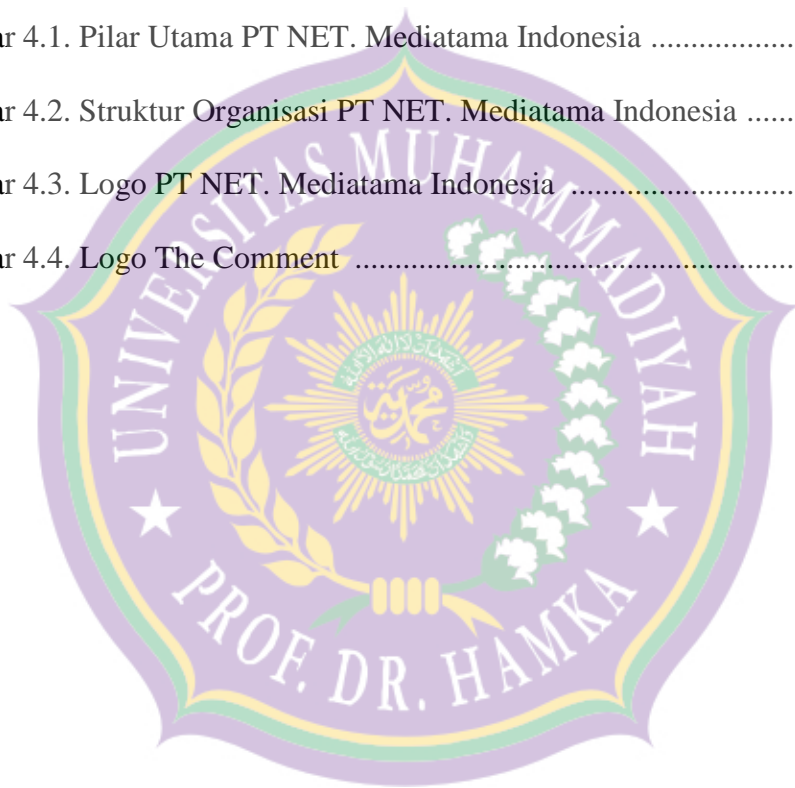 ar 4.1. Pilar Utama PT NET. Mediatama Indonesia ..................
ar 4.2. Struktur Organisasi PT NET. Mediatama Indonesia ......
ar 4.3. Logo PT NET. Mediatama Indonesia ............................
ar 4.4. Logo The Comment .......................................................
UNIVERSITAS MUHAMMADIYAH
محمدية
PROF. DR. HAMKA